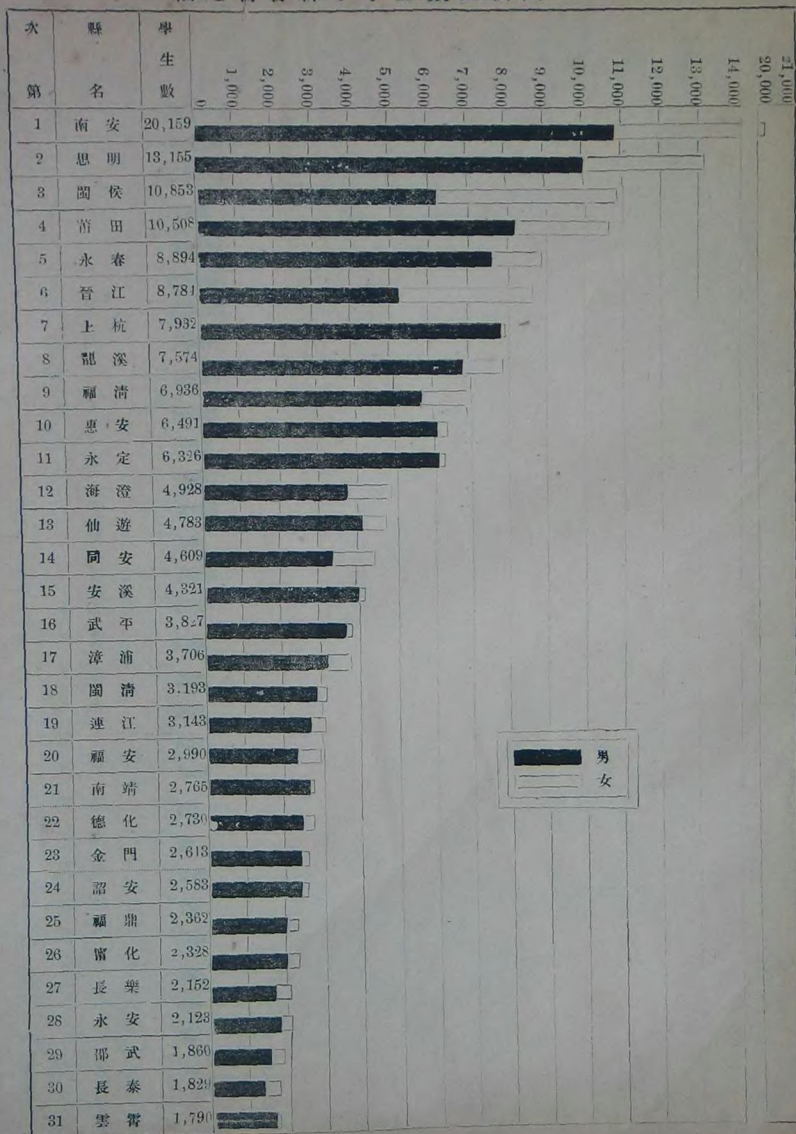 次第 縣名 學生數
0 1,000 2,000 3,000 4,000 5,000 6,000 7,000 8,000 9,000 10,000 11,000 12,000 13,000 14,000 20,000 21,000
1 南安 20,159
2 思明 13,155
3 閩侯 10,853
4 莆田 10,508
5 永春 8,894
6 晉江 8,781
7 上杭 7,932
8 龍溪 7,574
9 福清 6,936
10 惠安 6,491
11 永定 6,326
12 海澄 4,928
13 仙遊 4,783
14 同安 4,609
15 安溪 4,321
16 武平 3,827
17 漳浦 3,706
18 閩清 3.193
19 連江 3,143
20 福安 2,990
21 南靖 2,765
22 德化 2,730
23 金門 2,613
24 詔安 2,583
25 福鼎 2,362
26 甯化 2,328
27 長樂 2,152
28 永安 2,123
29 邵武 1,860
30 長泰 1,829
31 雲霄 1,790
男
女